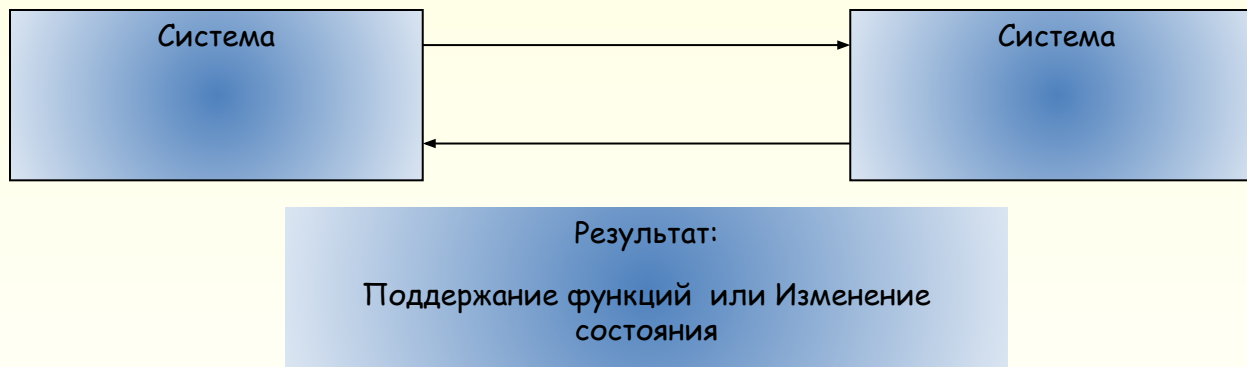 Система
Система
Результат:
Поддержание функций или Изменение
состояния